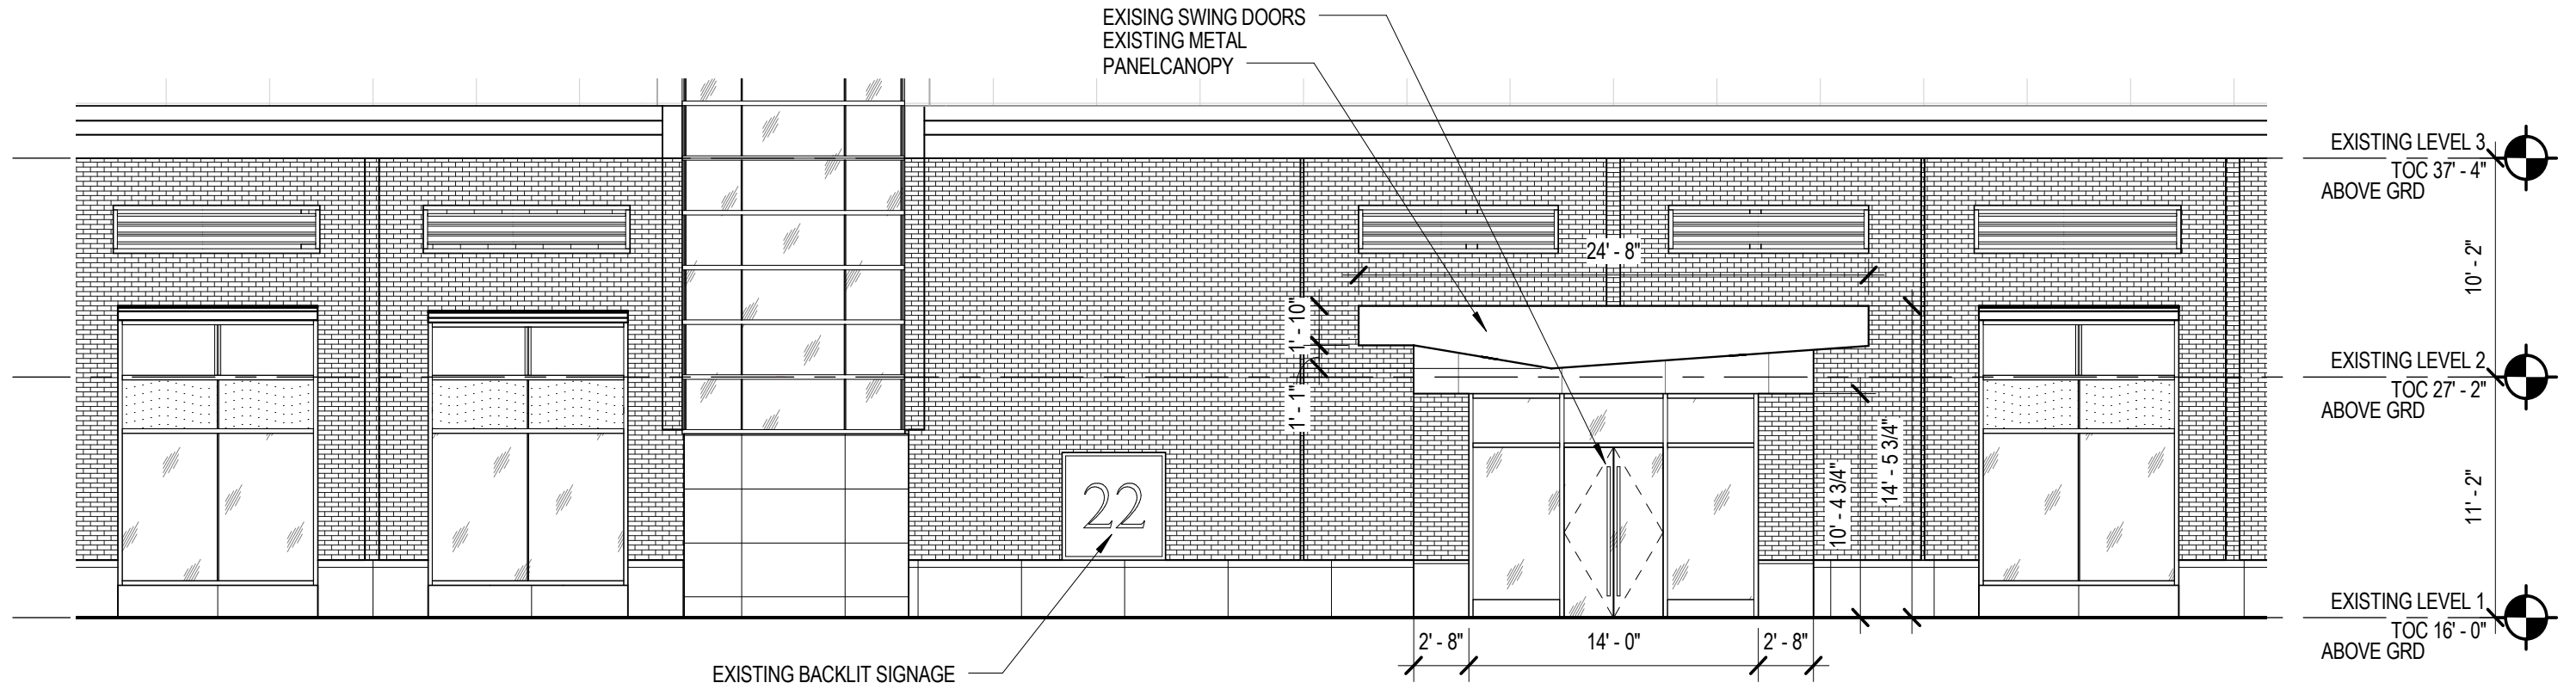 EXISING SWING DOORS
EXISTING METAL
PANELCANOPY
EXISTING LEVEL 3
TOC 37' - 4"
ABOVE GRD
24' - 8"
10' - 2"
1' - 10"
EXISTING LEVEL 2
TOC 27' - 2"
ABOVE GRD
1' - 1"
14' - 5 3/4"
10' - 4 3/4"
11' - 2"
22
EXISTING LEVEL 1
TOC 16' - 0"
ABOVE GRD
2' - 8"
14' - 0"
2' - 8"
EXISTING BACKLIT SIGNAGE